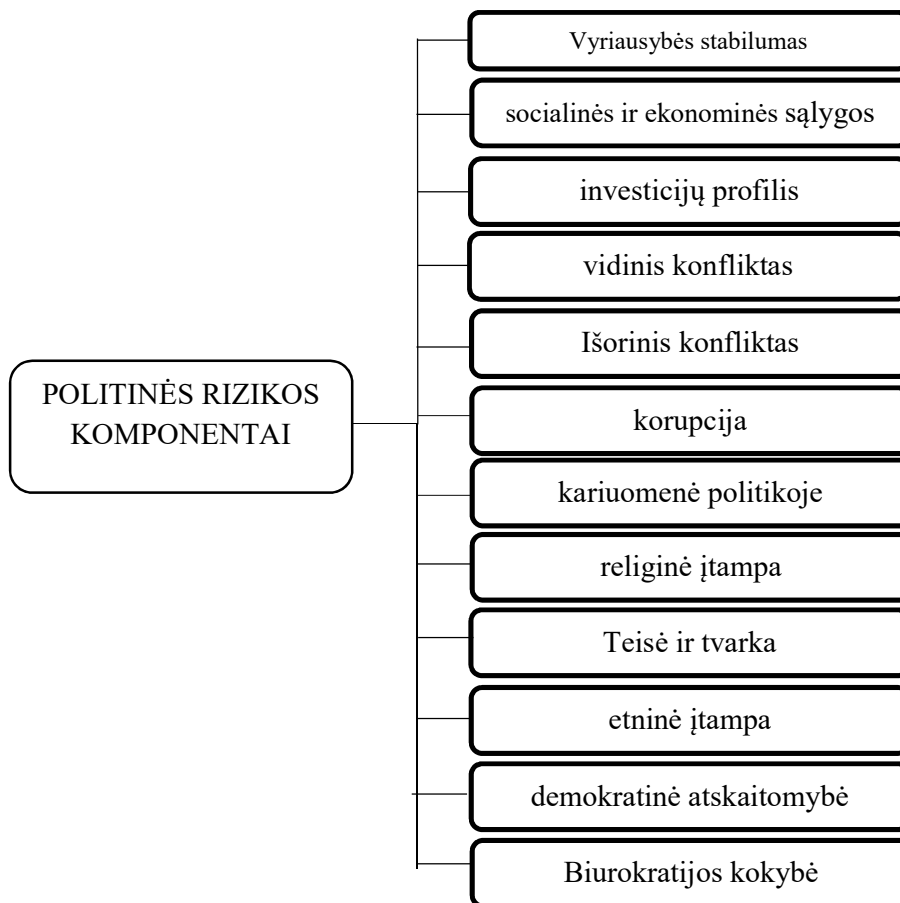 Vyriausybės stabilumas
socialinės ir ekonominės sąlygos
investicijų profilis
vidinis konfliktas
Išorinis konfliktas
POLITINĖS RIZIKOS
KOMPONENTAI
korupcija
kariuomenė politikoje
religinė įtampa
Teisė ir tvarka
etninė įtampa
demokratinė atskaitomybė
Biurokratijos kokybė